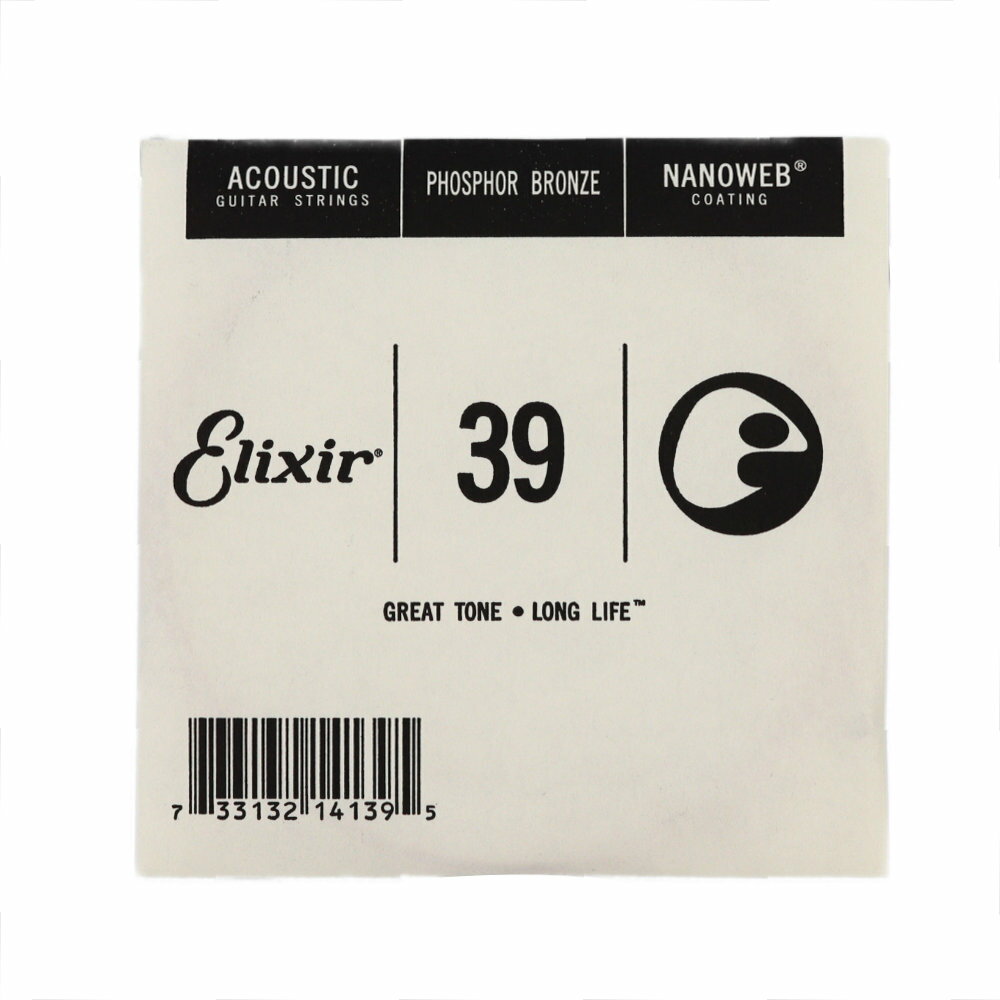 ACOUSTIC
GUITAR STRINGS
PHOSPHOR BRONZE
NANOWEB®
COATING
Elixir®
39
GREAT TONE • LONG LIFE™
7 33132 14139 5